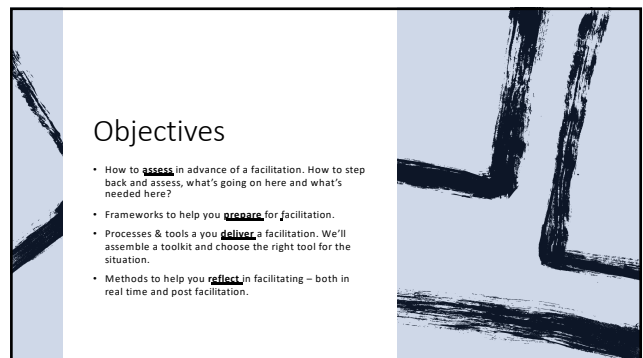 Objectives
• How to assess in advance of a facilitation. How to step
back and assess, what's going on here and what's
needed here?
• Frameworks to help you prepare for facilitation.
• Processes & tools a you deliver a facilitation. We'll
assemble a toolkit and choose the right tool for the
situation.
• Methods to help you reflect in facilitating – both in
real time and post facilitation.